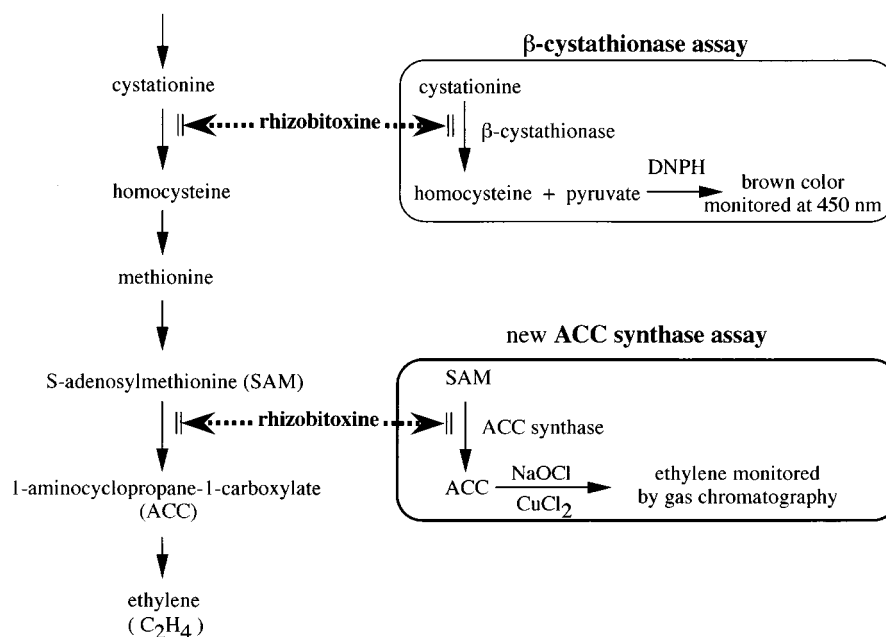 cystationine
rhizobitoxine
homocysteine
methionine
S-adenosylmethionine (SAM)
rhizobitoxine
1-aminocyclopropane-1-carboxylate
(ACC)
ethylene
( C2H4 )
β-cystathionase assay
cystationine
β-cystathionase
homocysteine + pyruvate
DNPH
brown color
monitored at 450 nm
new ACC synthase assay
SAM
ACC synthase
ACC
NaOCl
CuCl2
ethylene monitored
by gas chromatography